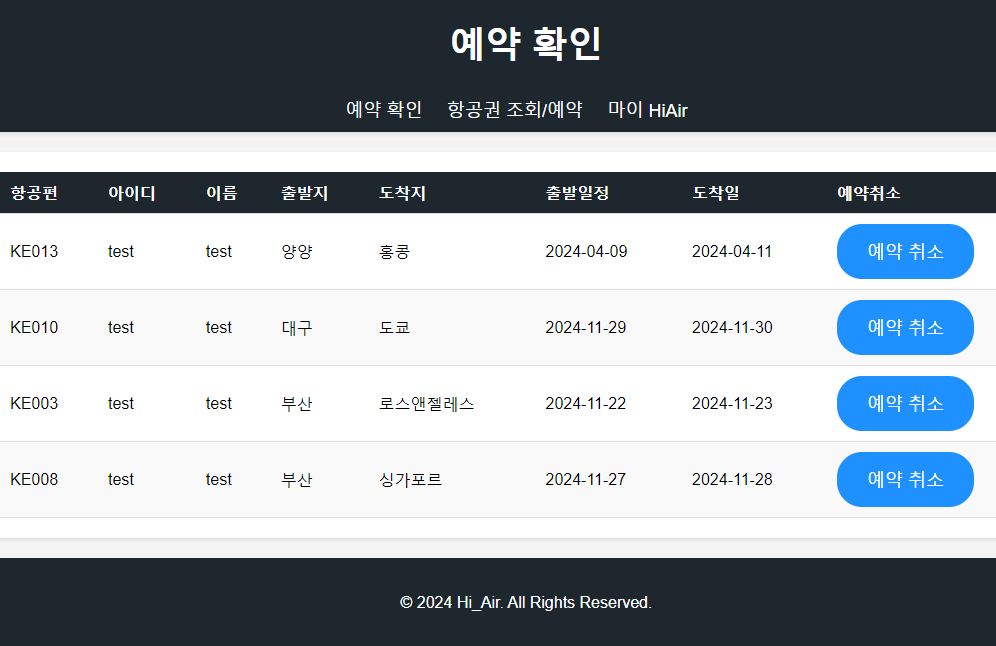 예약 확인
예약 확인 항공권 조회/예약 마이 HiAir
항공편 아이디 이름 출발지 도착지 출발일정 도착일 예약취소
KE013 test test 양양 홍콩 2024-04-09 2024-04-11 예약 취소
KE010 test test 대구 도쿄 2024-11-29 2024-11-30 예약 취소
KE003 test test 부산 로스앤젤레스 2024-11-22 2024-11-23 예약 취소
KE008 test test 부산 싱가포르 2024-11-27 2024-11-28 예약 취소
© 2024 Hi_Air. All Rights Reserved.